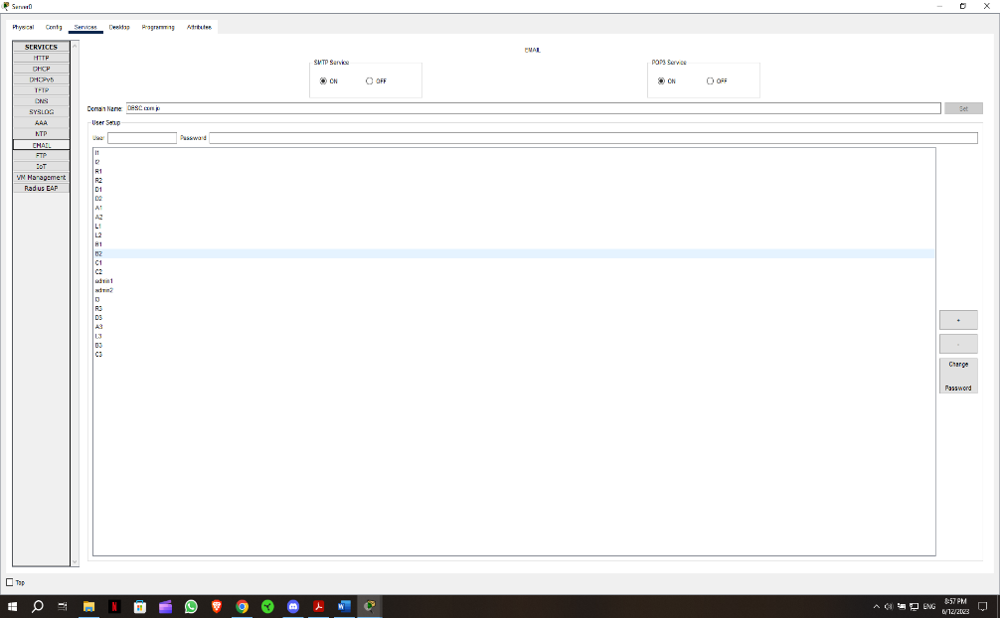 Server0
Physical Config Services Desktop Programming Attributes
SERVICES
HTTP
DHCP
DHCPv6
TFTP
DNS
SYSLOG
AAA
NTP
EMAIL
FTP
IoT
VM Management
Radius EAP
EMAIL
SMTP Service
ON OFF
POP3 Service
ON OFF
Domain Name: DBSC.com.jo Set
User Setup
User Password
I1
I2
R1
R2
D1
D2
A1
A2
L1
L2
B1
B2
C1
C2
admin1
admin2
I3
R3
D3
A3
L3
B3
C3
+
-
Change
Password
Top
ENG
8:57 PM
6/12/2023